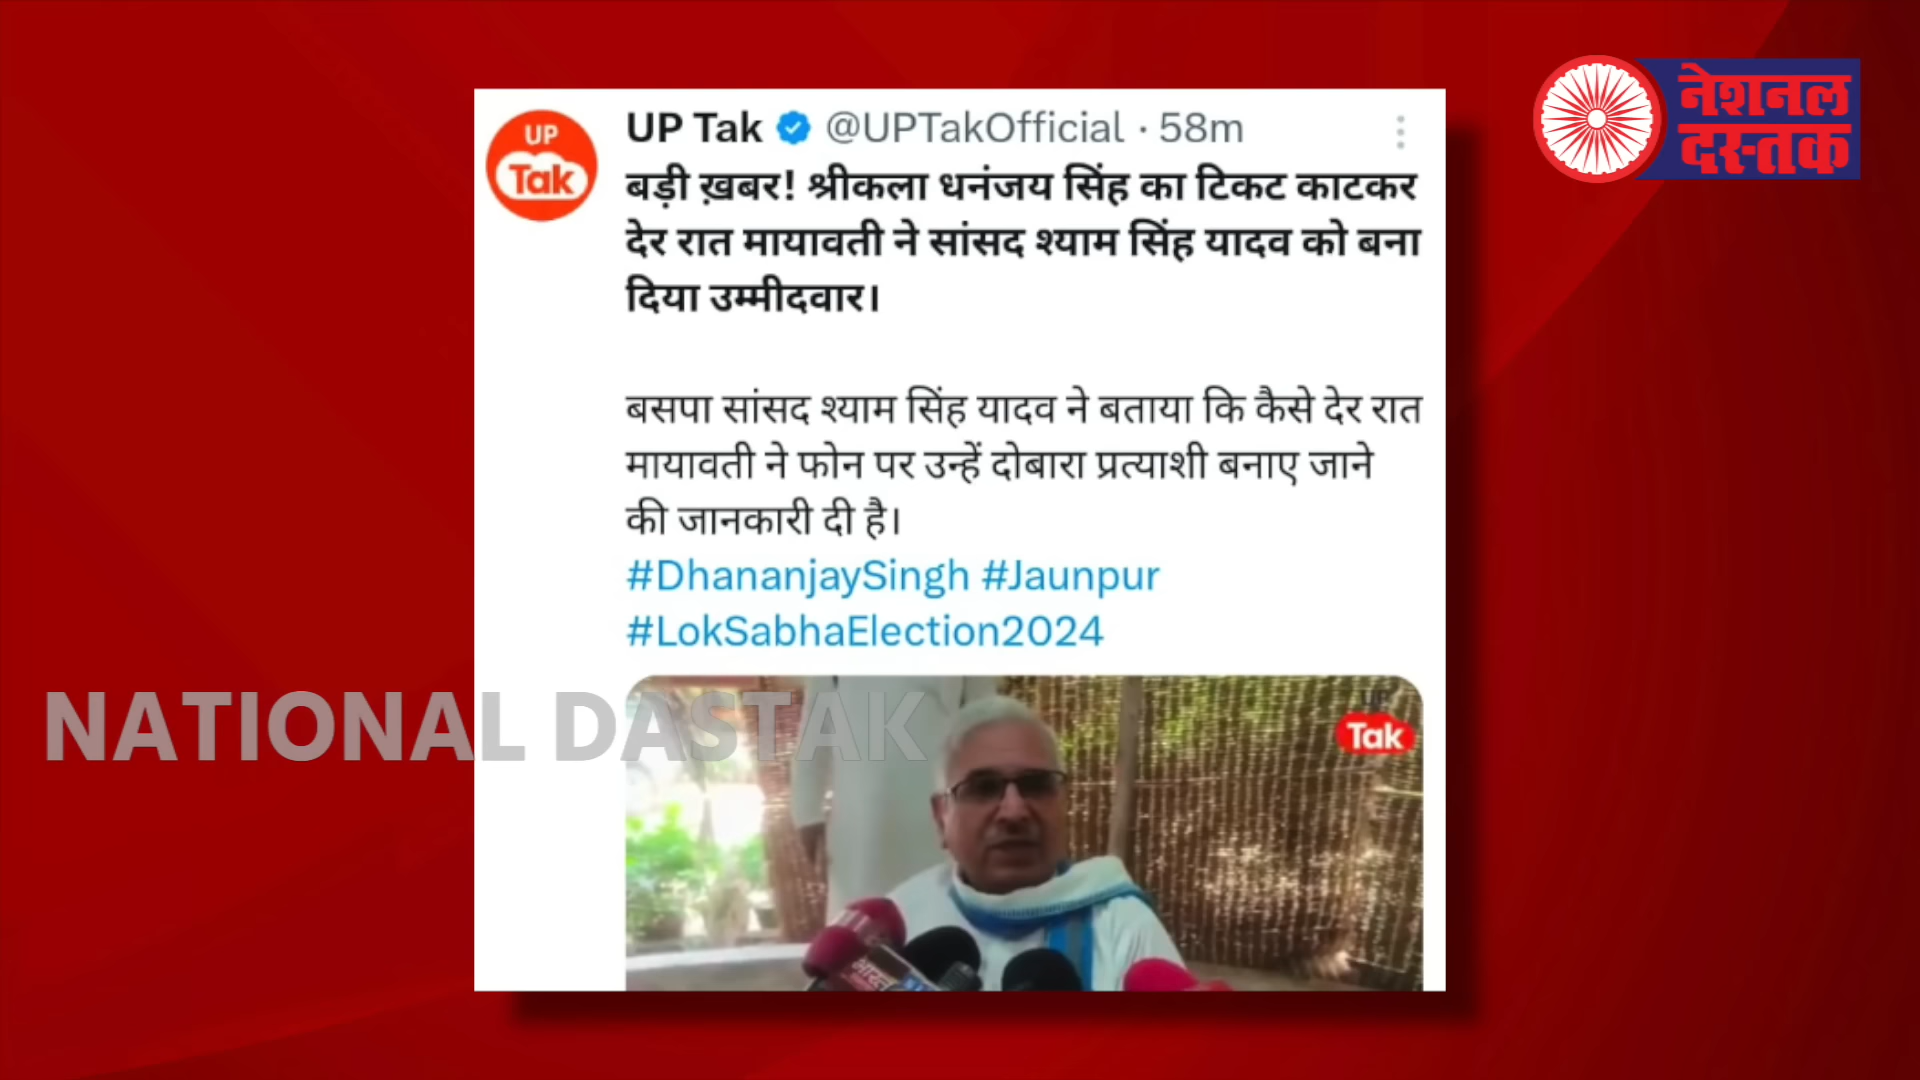 नेशनल
दस्तक
UP
Tak
UP Tak @UPTakOfficial · 58m
बड़ी ख़बर! श्रीकला धनंजय सिंह का टिकट काटकर
देर रात मायावती ने सांसद श्याम सिंह यादव को बना
दिया उम्मीदवार।
बसपा सांसद श्याम सिंह यादव ने बताया कि कैसे देर रात
मायावती ने फोन पर उन्हें दोबारा प्रत्याशी बनाए जाने
की जानकारी दी है।
#DhananjaySingh #Jaunpur
#LokSabhaElection2024
NATIONAL DASTAK
UP
Tak
भारत